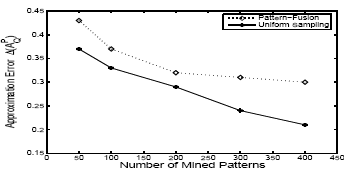 0.45
0.4
0.35
0.3
0.25
0.2
0.15
0 50 100 150 200 250 300 350 400 450
Approximation Error Δ(A_Q^P)
Number of Mined Patterns
Pattern-Fusion
Uniform sampling